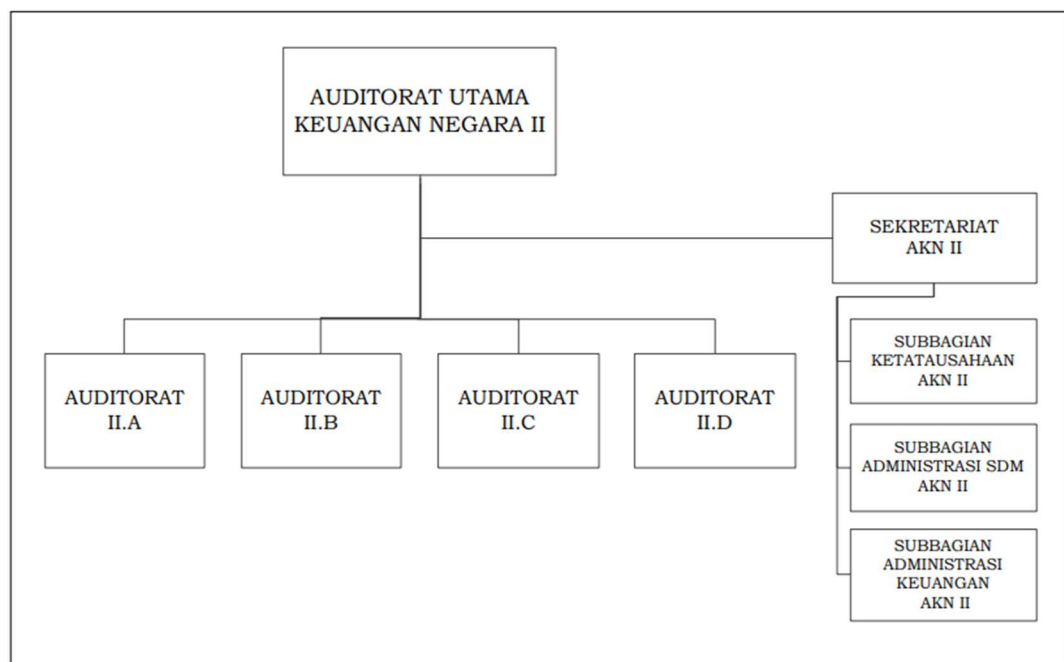 AUDITORAT UTAMA
KEUANGAN NEGARA II
SEKRETARIAT
AKN II
AUDITORAT
II.A
AUDITORAT
II.B
AUDITORAT
II.C
AUDITORAT
II.D
SUBBAGIAN
KETATAUSAHAAN
AKN II
SUBBAGIAN
ADMINISTRASI SDM
AKN II
SUBBAGIAN
ADMINISTRASI
KEUANGAN
AKN II